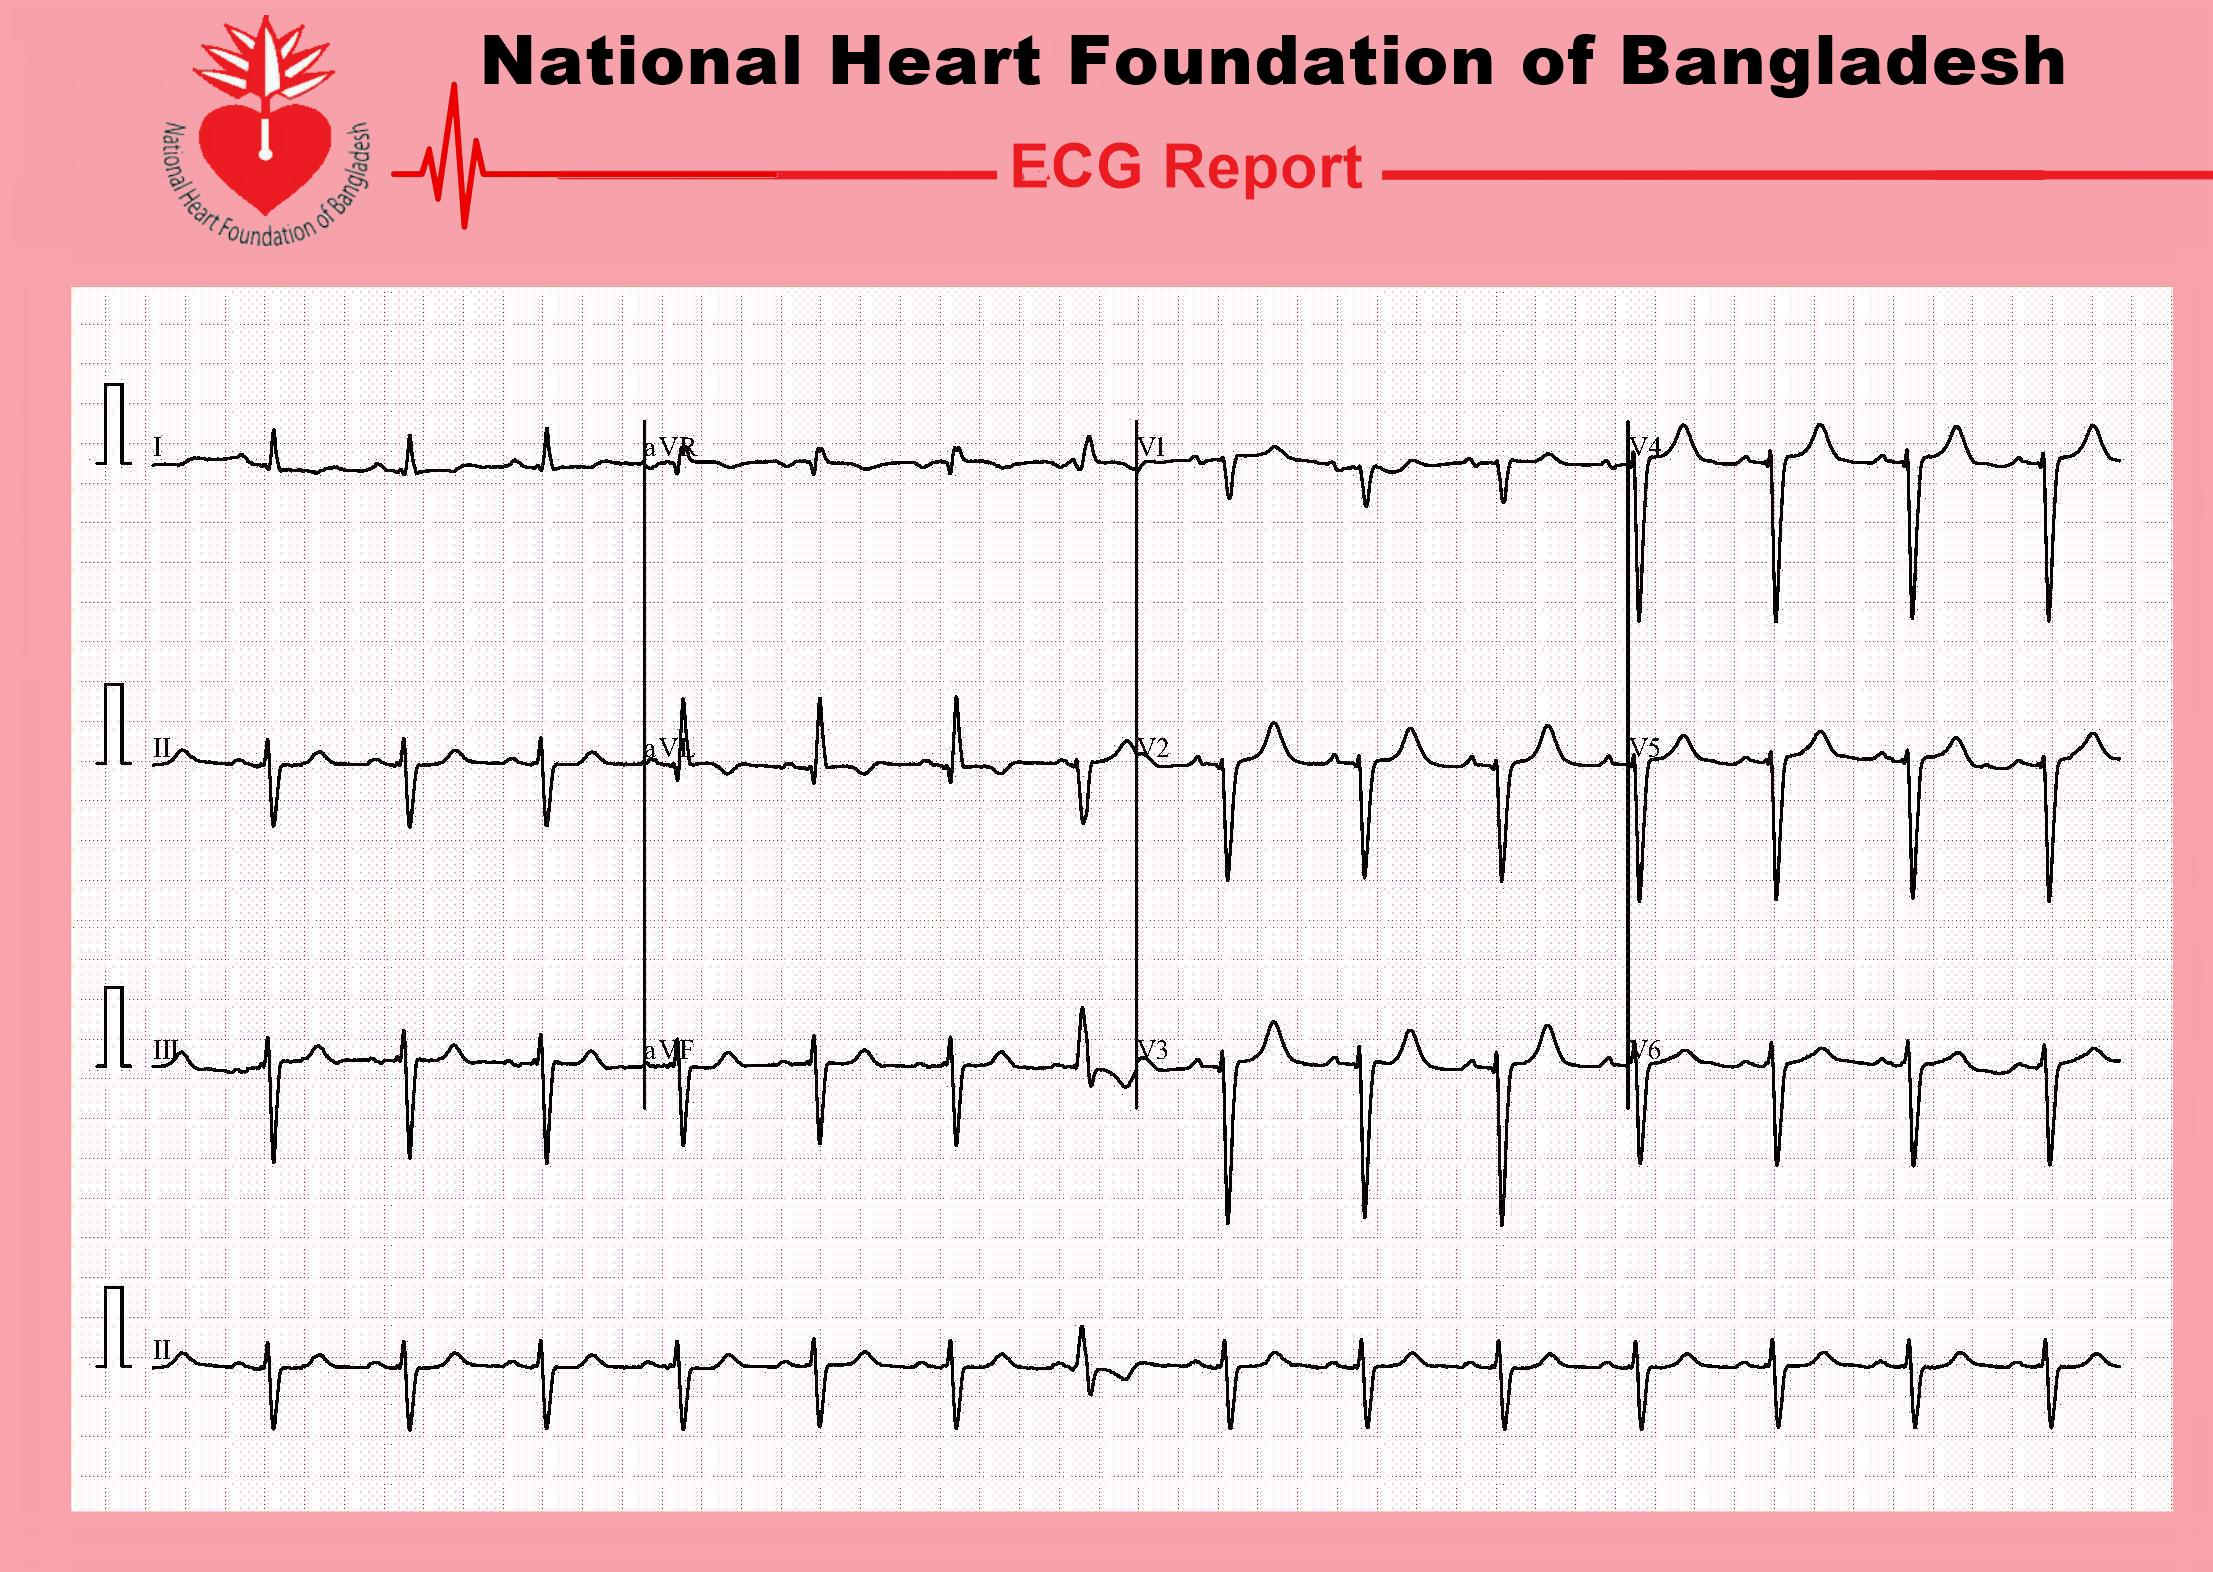 National Heart Foundation of Bangladesh
National Heart Foundation of Bangladesh
ECG Report
I
aVR
V1
V4
II
aVL
V2
V5
III
aVF
V3
V6
II